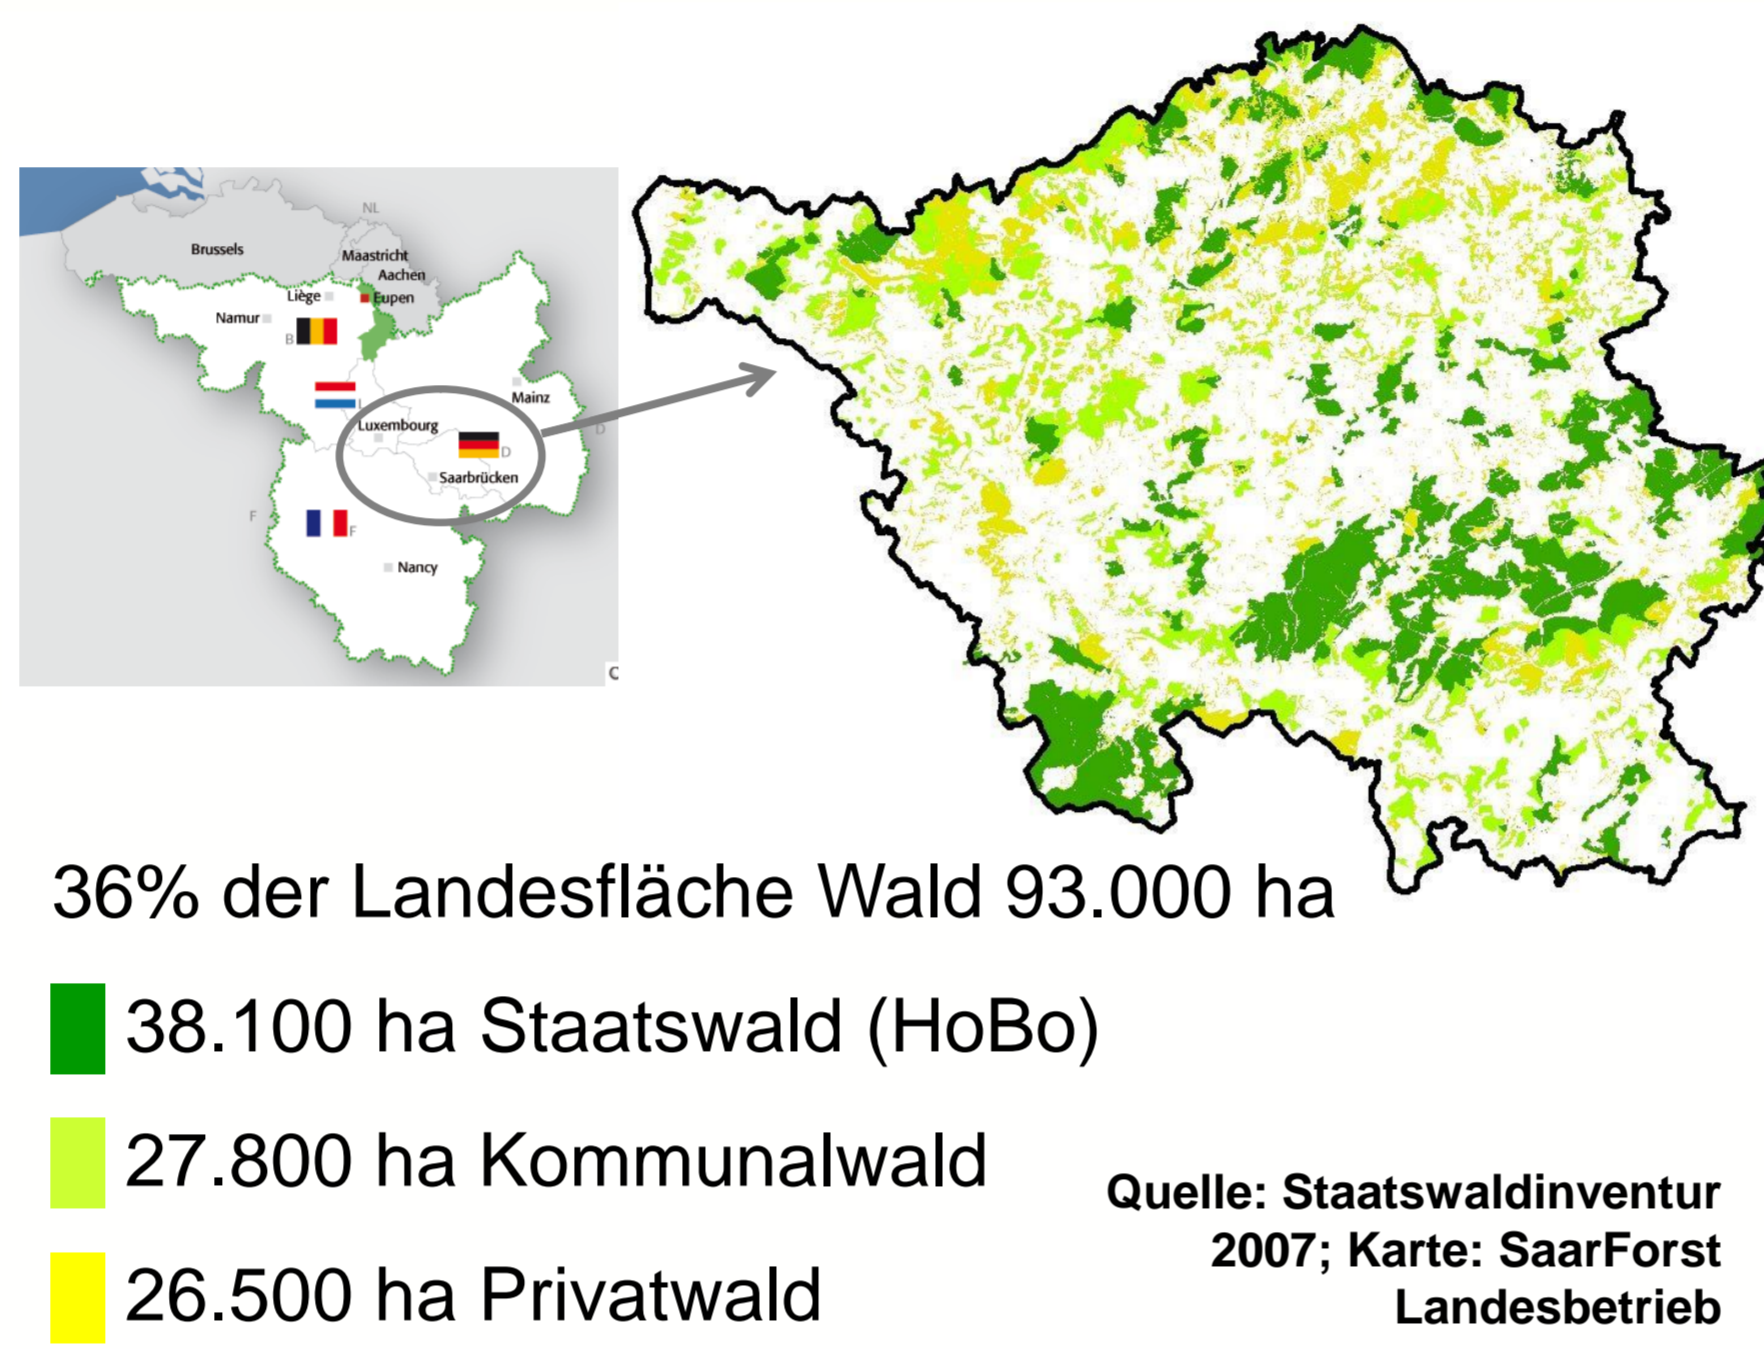 NL
Brussels
Maastricht
Aachen
Liège
Eupen
Namur
B
Mainz
L
Luxembourg
D
D
Saarbrücken
F
F
Nancy
C
36% der Landesfläche Wald 93.000 ha
38.100 ha Staatswald (HoBo)
27.800 ha Kommunalwald
26.500 ha Privatwald
Quelle: Staatswaldinventur
2007; Karte: SaarForst
Landesbetrieb